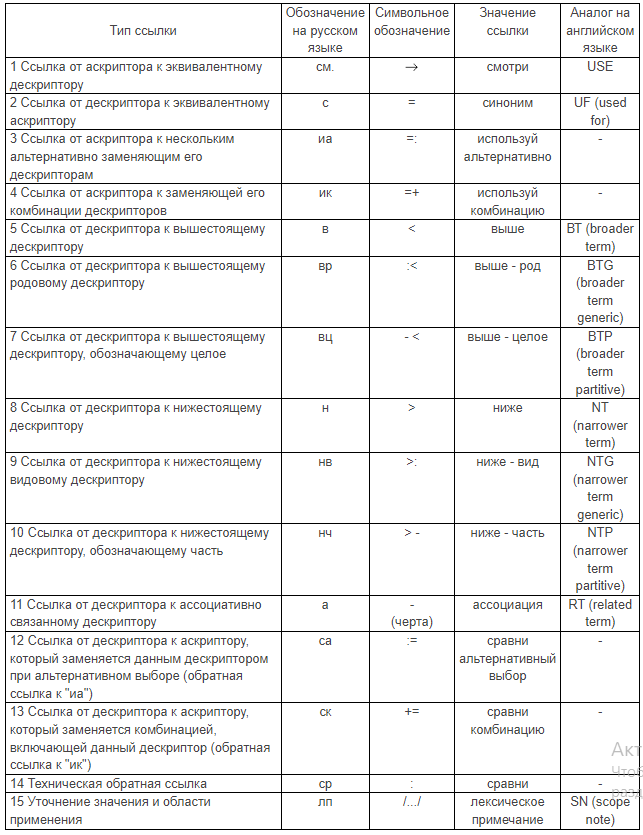 Тип ссылки
Обозначение на русском языке
Символьное обозначение
Значение ссылки
Аналог на английском языке
1 Ссылка от аскриптора к эквивалентному дескриптору
см.
→
смотри
USE
2 Ссылка от дескриптора к эквивалентному аскриптору
с
=
синоним
UF (used for)
3 Ссылка от аскриптора к нескольким альтернативно заменяющим его дескрипторам
иа
=:
используй альтернативно
-
4 Ссылка от аскриптора к заменяющей его комбинации дескрипторов
ик
=+
используй комбинацию
-
5 Ссылка от дескриптора к вышестоящему дескриптору
в
<
выше
BT (broader term)
6 Ссылка от дескриптора к вышестоящему родовому дескриптору
вр
:<
выше - род
BTG (broader term generic)
7 Ссылка от дескриптора к вышестоящему дескриптору, обозначающему целое
вц
- <
выше - целое
BTP (broader term partitive)
8 Ссылка от дескриптора к нижестоящему дескриптору
н
>
ниже
NT (narrower term)
9 Ссылка от дескриптора к нижестоящему видовому дескриптору
нв
>:
ниже - вид
NTG (narrower term generic)
10 Ссылка от дескриптора к нижестоящему дескриптору, обозначающему часть
нч
> -
ниже - часть
NTP (narrower term partitive)
11 Ссылка от дескриптора к ассоциативно связанному дескриптору
а
- (черта)
ассоциация
RT (related term)
12 Ссылка от дескриптора к аскриптору, который заменяется данным дескриптором при альтернативном выборе (обратная ссылка к "иа")
са
:=
сравни альтернативный выбор
-
13 Ссылка от дескриптора к аскриптору, который заменяется комбинацией, включающей данный дескриптор (обратная ссылка к "ик")
ск
+=
сравни комбинацию
-
14 Техническая обратная ссылка
ср
:
сравни
-
15 Уточнение значения и области применения
лп
/.../
лексическое примечание
SN (scope note)